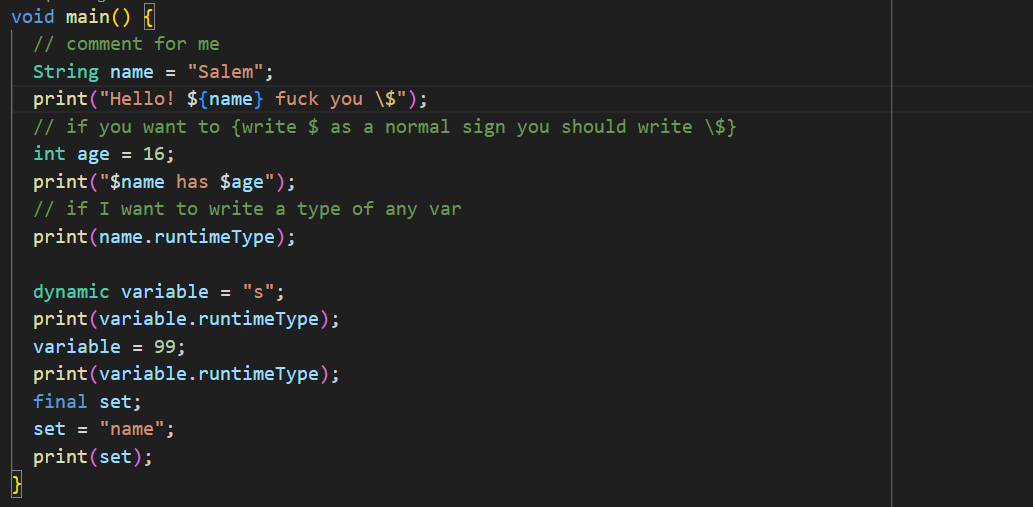 void main() {
// comment for me
String name = "Salem";
print("Hello! ${name} fuck you \$");
// if you want to {write $ as a normal sign you should write \$}
int age = 16;
print("$name has $age");
// if I want to write a type of any var
print(name.runtimeType);
dynamic variable = "s";
print(variable.runtimeType);
variable = 99;
print(variable.runtimeType);
final set;
set = "name";
print(set);
}